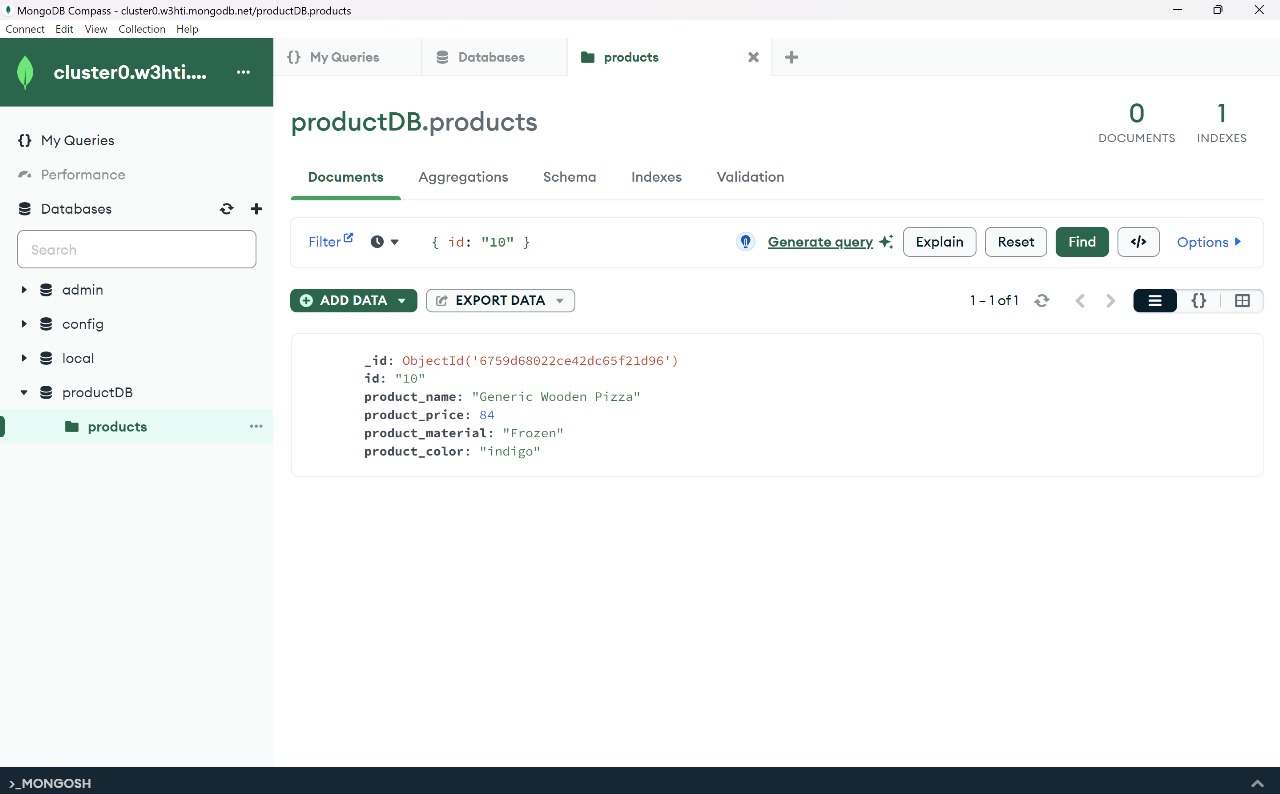 MongoDB Compass - cluster0.w3hti.mongodb.net/productDB.products
Connect Edit View Collection Help
cluster0.w3hti.... •••
{} My Queries
Performance
Databases
Search
admin
config
local
productDB
products •••
{} My Queries
Databases
products
productDB.products
0
DOCUMENTS
1
INDEXES
Documents Aggregations Schema Indexes Validation
Filter { id: "10" } Generate query Explain Reset Find </> Options
ADD DATA EXPORT DATA 1 – 1 of 1 {}
_id: ObjectId('6759d68022ce42dc65f21d96')
id: "10"
product_name: "Generic Wooden Pizza"
product_price: 84
product_material: "Frozen"
product_color: "indigo"
>_MONGOSH